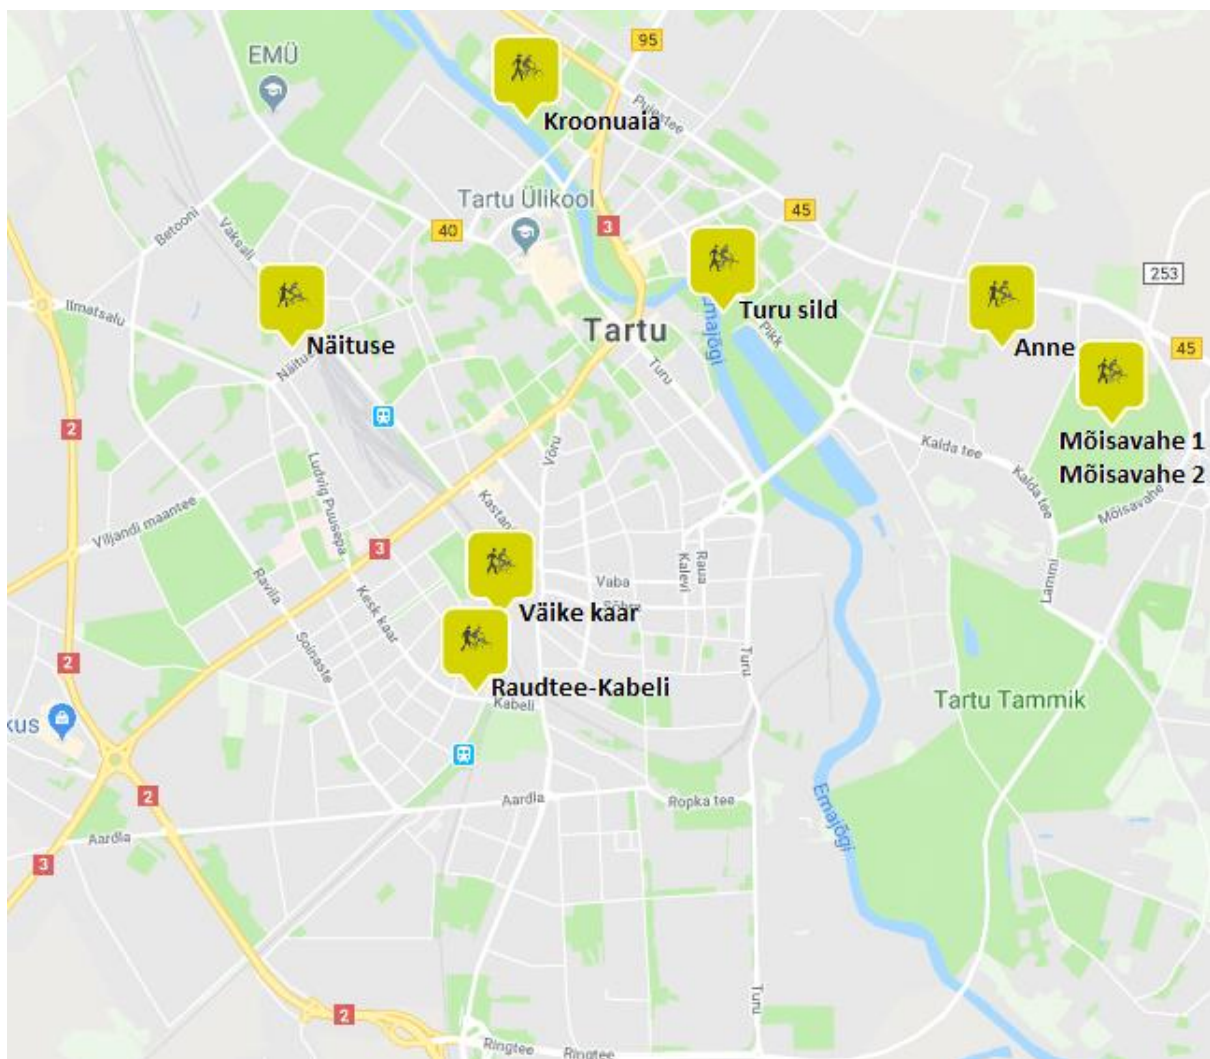 95
EMÜ
Puiestee
Kroonuaia
Betooni
Vaksali
Tartu Ülikool
40
3
45
253
Ilmatsalu
Näituse
Tartu
Emajõgi
Turu sild
Pikk
Anne
45
2
Turu
Võru
Kalda tee
Mõisavahe 1
Mõisavahe 2
Kalda tee
Mõisavahe
Ludvig Puusepa
Viljandi maantee
3
Ravila
Kesk kaar
Vaba
Kalevi
Raua
Lammi
Väike kaar
Soinaste
2
Turu
Raudtee-Kabeli
Kabeli
Tartu Tammik
kus
2
Aardla
Ropka tee
Emajõgi
Aardla
3
2
Turu
Ringtee
Ringtee